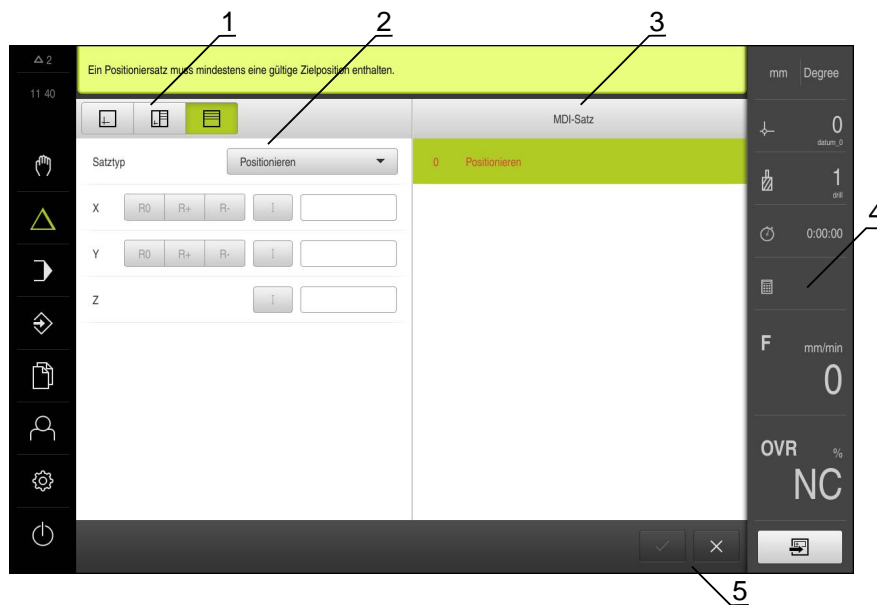 1 2 3
2
11 40
Ein Positioniersatz muss mindestens eine gültige Zielposition enthalten.
mm Degree
MDI-Satz
0
datum_0
Satztyp Positionieren
0 Positionieren
1
drill
X R0 R+ R- I
4
0:00:00
Y R0 R+ R- I
Z I
F mm/min
0
OVR %
NC
5